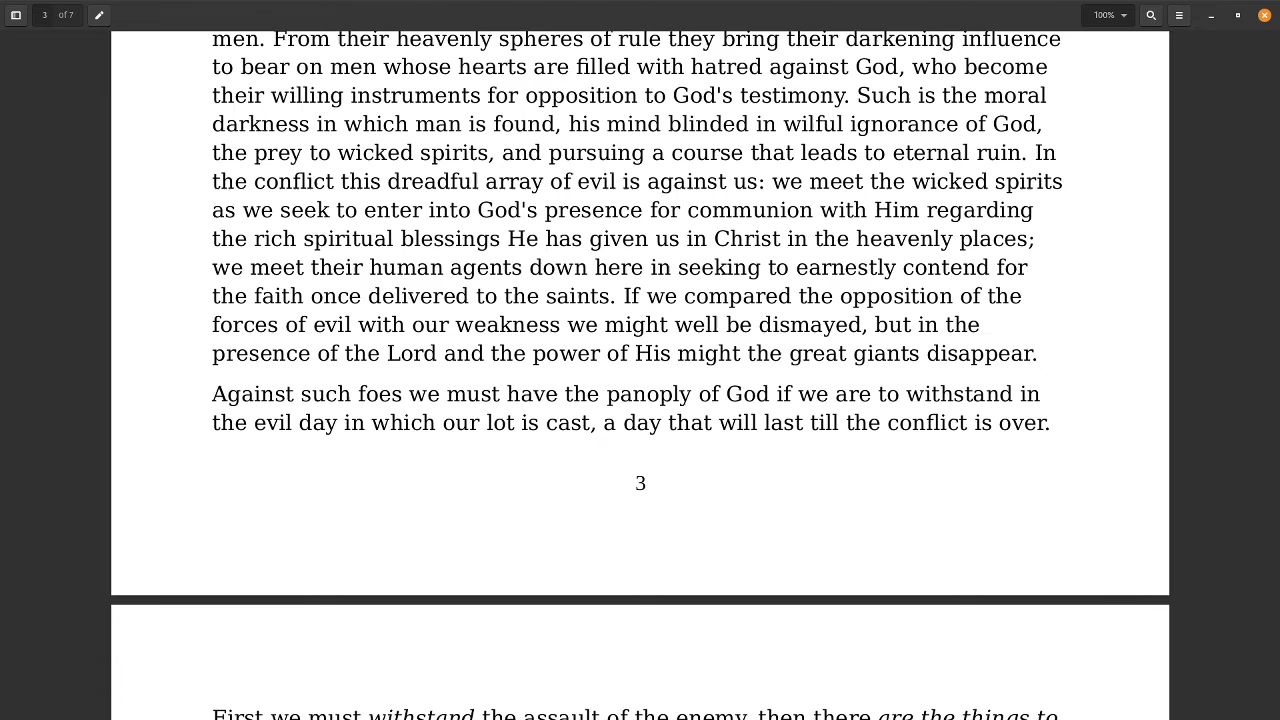 3 of 7
100%
men. From their heavenly spheres of rule they bring their darkening influence
to bear on men whose hearts are filled with hatred against God, who become
their willing instruments for opposition to God's testimony. Such is the moral
darkness in which man is found, his mind blinded in wilful ignorance of God,
the prey to wicked spirits, and pursuing a course that leads to eternal ruin. In
the conflict this dreadful array of evil is against us: we meet the wicked spirits
as we seek to enter into God's presence for communion with Him regarding
the rich spiritual blessings He has given us in Christ in the heavenly places;
we meet their human agents down here in seeking to earnestly contend for
the faith once delivered to the saints. If we compared the opposition of the
forces of evil with our weakness we might well be dismayed, but in the
presence of the Lord and the power of His might the great giants disappear.
Against such foes we must have the panoply of God if we are to withstand in
the evil day in which our lot is cast, a day that will last till the conflict is over.
3
First we must withstand the assault of the enemy, then there are the things to